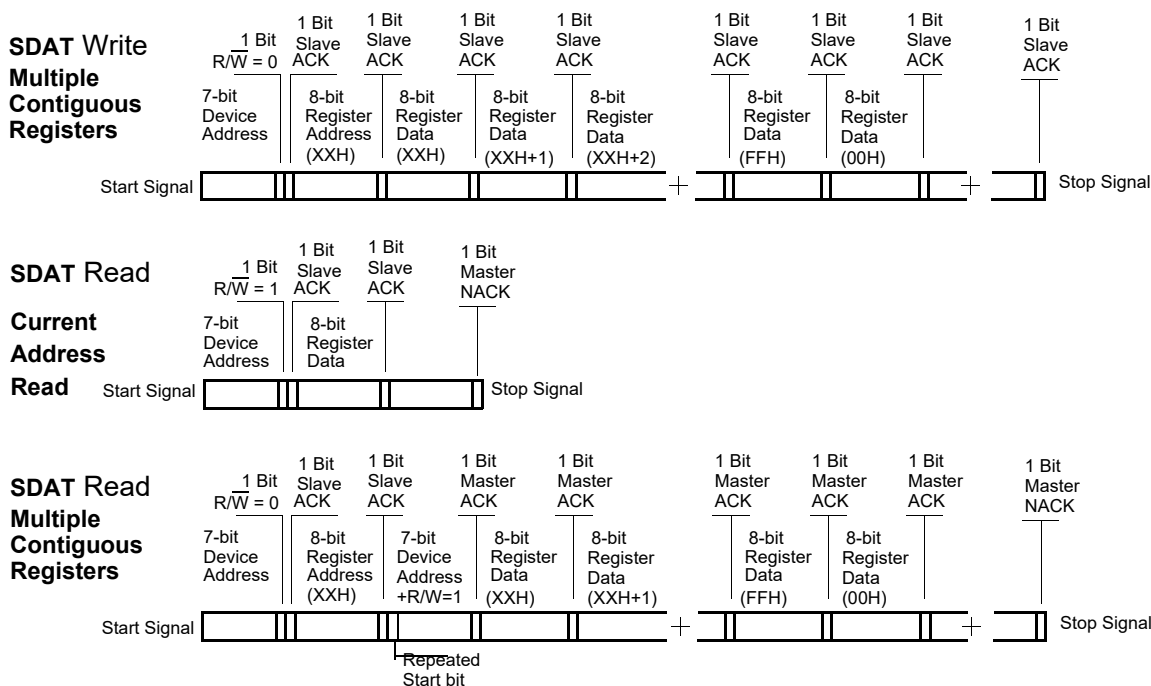 SDAT Write
Multiple
Contiguous
Registers
1 Bit
R/W̅ = 0
1 Bit
Slave
ACK
1 Bit
Slave
ACK
1 Bit
Slave
ACK
1 Bit
Slave
ACK
1 Bit
Slave
ACK
1 Bit
Slave
ACK
1 Bit
Slave
ACK
1 Bit
Slave
ACK
7-bit
Device
Address
8-bit
Register
Address
(XXH)
8-bit
Register
Data
(XXH)
8-bit
Register
Data
(XXH+1)
8-bit
Register
Data
(XXH+2)
8-bit
Register
Data
(FFH)
8-bit
Register
Data
(00H)
Start Signal
Stop Signal
SDAT Read
Current
Address
Read
1 Bit
R/W̅ = 1
1 Bit
Slave
ACK
1 Bit
Slave
ACK
1 Bit
Master
NACK
7-bit
Device
Address
8-bit
Register
Data
Start Signal
Stop Signal
SDAT Read
Multiple
Contiguous
Registers
1 Bit
R/W̅ = 0
1 Bit
Slave
ACK
1 Bit
Slave
ACK
1 Bit
Master
ACK
1 Bit
Master
ACK
1 Bit
Master
ACK
1 Bit
Master
ACK
1 Bit
Master
ACK
1 Bit
Master
NACK
7-bit
Device
Address
8-bit
Register
Address
(XXH)
7-bit
Device
Address
+R/W=1
8-bit
Register
Data
(XXH)
8-bit
Register
Data
(XXH+1)
8-bit
Register
Data
(FFH)
8-bit
Register
Data
(00H)
Start Signal
Stop Signal
Repeated
Start bit